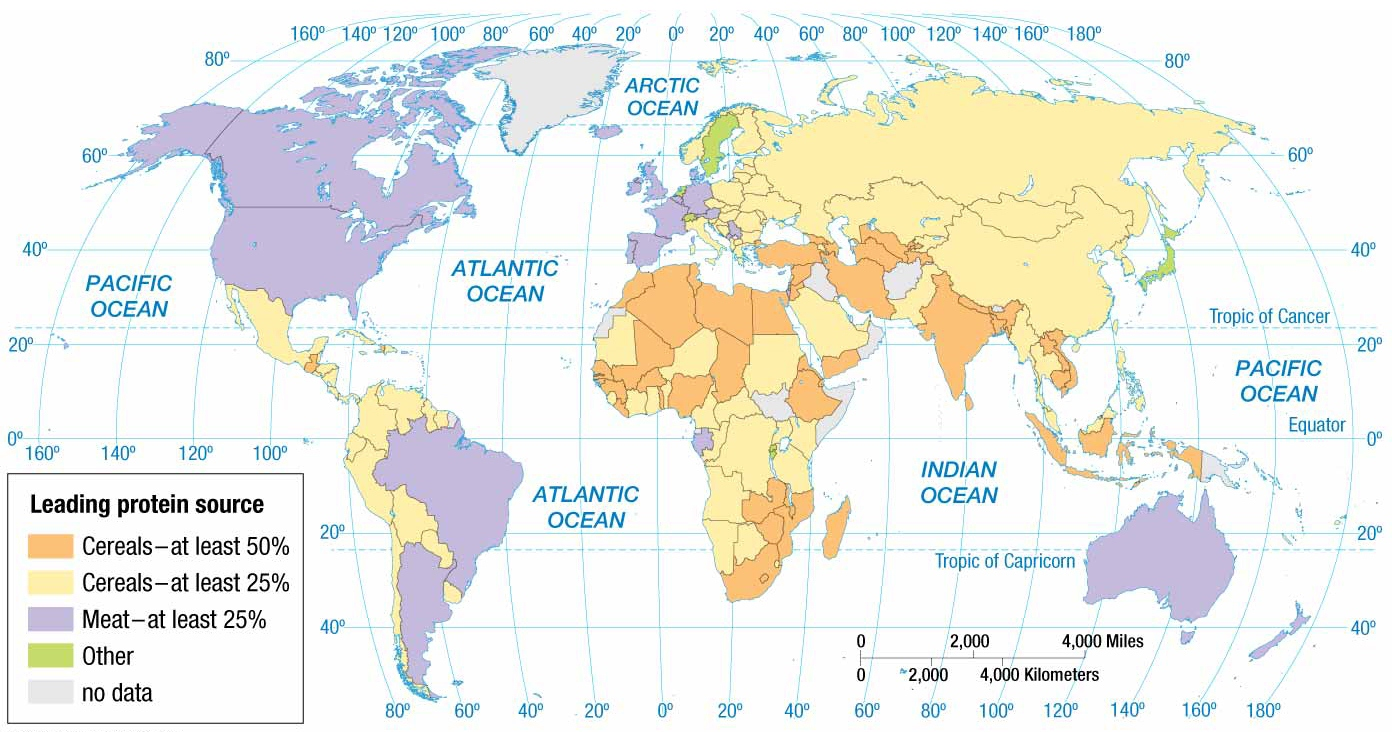 160º 140º 120º 100º 80º 60º 40º 20º 0º 20º 40º 60º 80º 100º 120º 140º 160º 180º
80º 80º
ARCTIC
OCEAN
60º 60º
40º 40º
PACIFIC
OCEAN
ATLANTIC
OCEAN
Tropic of Cancer
20º 20º
PACIFIC
OCEAN
Equator
0º 0º
160º 140º 120º 100º
INDIAN
OCEAN
ATLANTIC
OCEAN
20º 20º
Tropic of Capricorn
40º 40º
Leading protein source
Cereals–at least 50%
Cereals–at least 25%
Meat–at least 25%
Other
no data
0 2,000 4,000 Miles
0 2,000 4,000 Kilometers
80º 60º 40º 20º 0º 20º 40º 60º 80º 100º 120º 140º 160º 180º